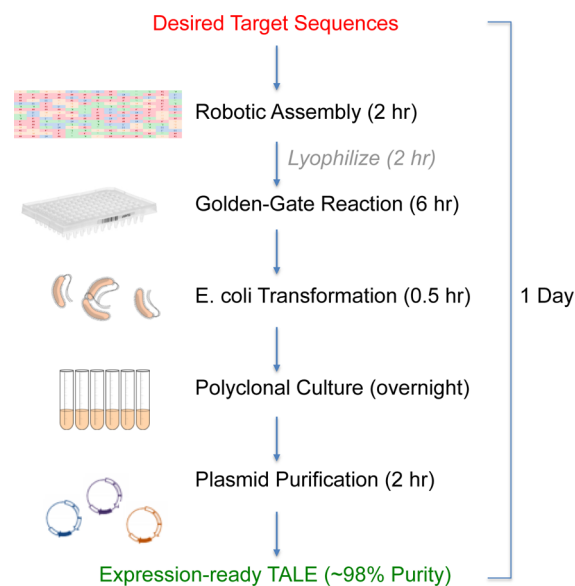 Desired Target Sequences
Robotic Assembly (2 hr)
Lyophilize (2 hr)
Golden-Gate Reaction (6 hr)
E. coli Transformation (0.5 hr)
1 Day
Polyclonal Culture (overnight)
Plasmid Purification (2 hr)
Expression-ready TALE (~98% Purity)